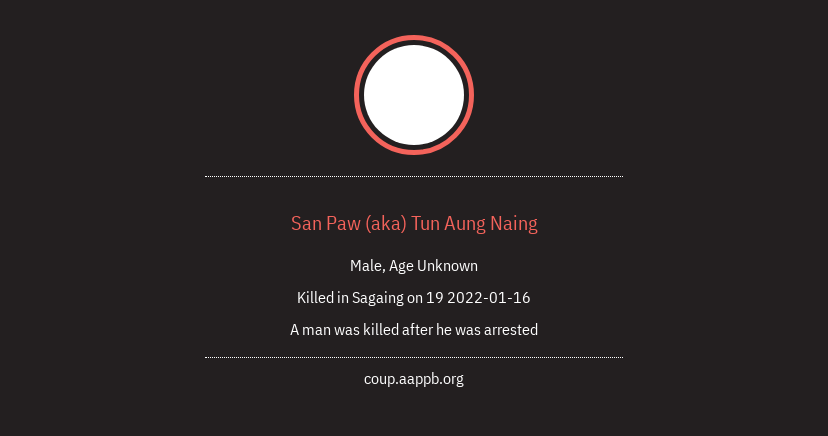 San Paw (aka) Tun Aung Naing
Male, Age Unknown
Killed in Sagaing on 19 2022-01-16
A man was killed after he was arrested
coup.aappb.org